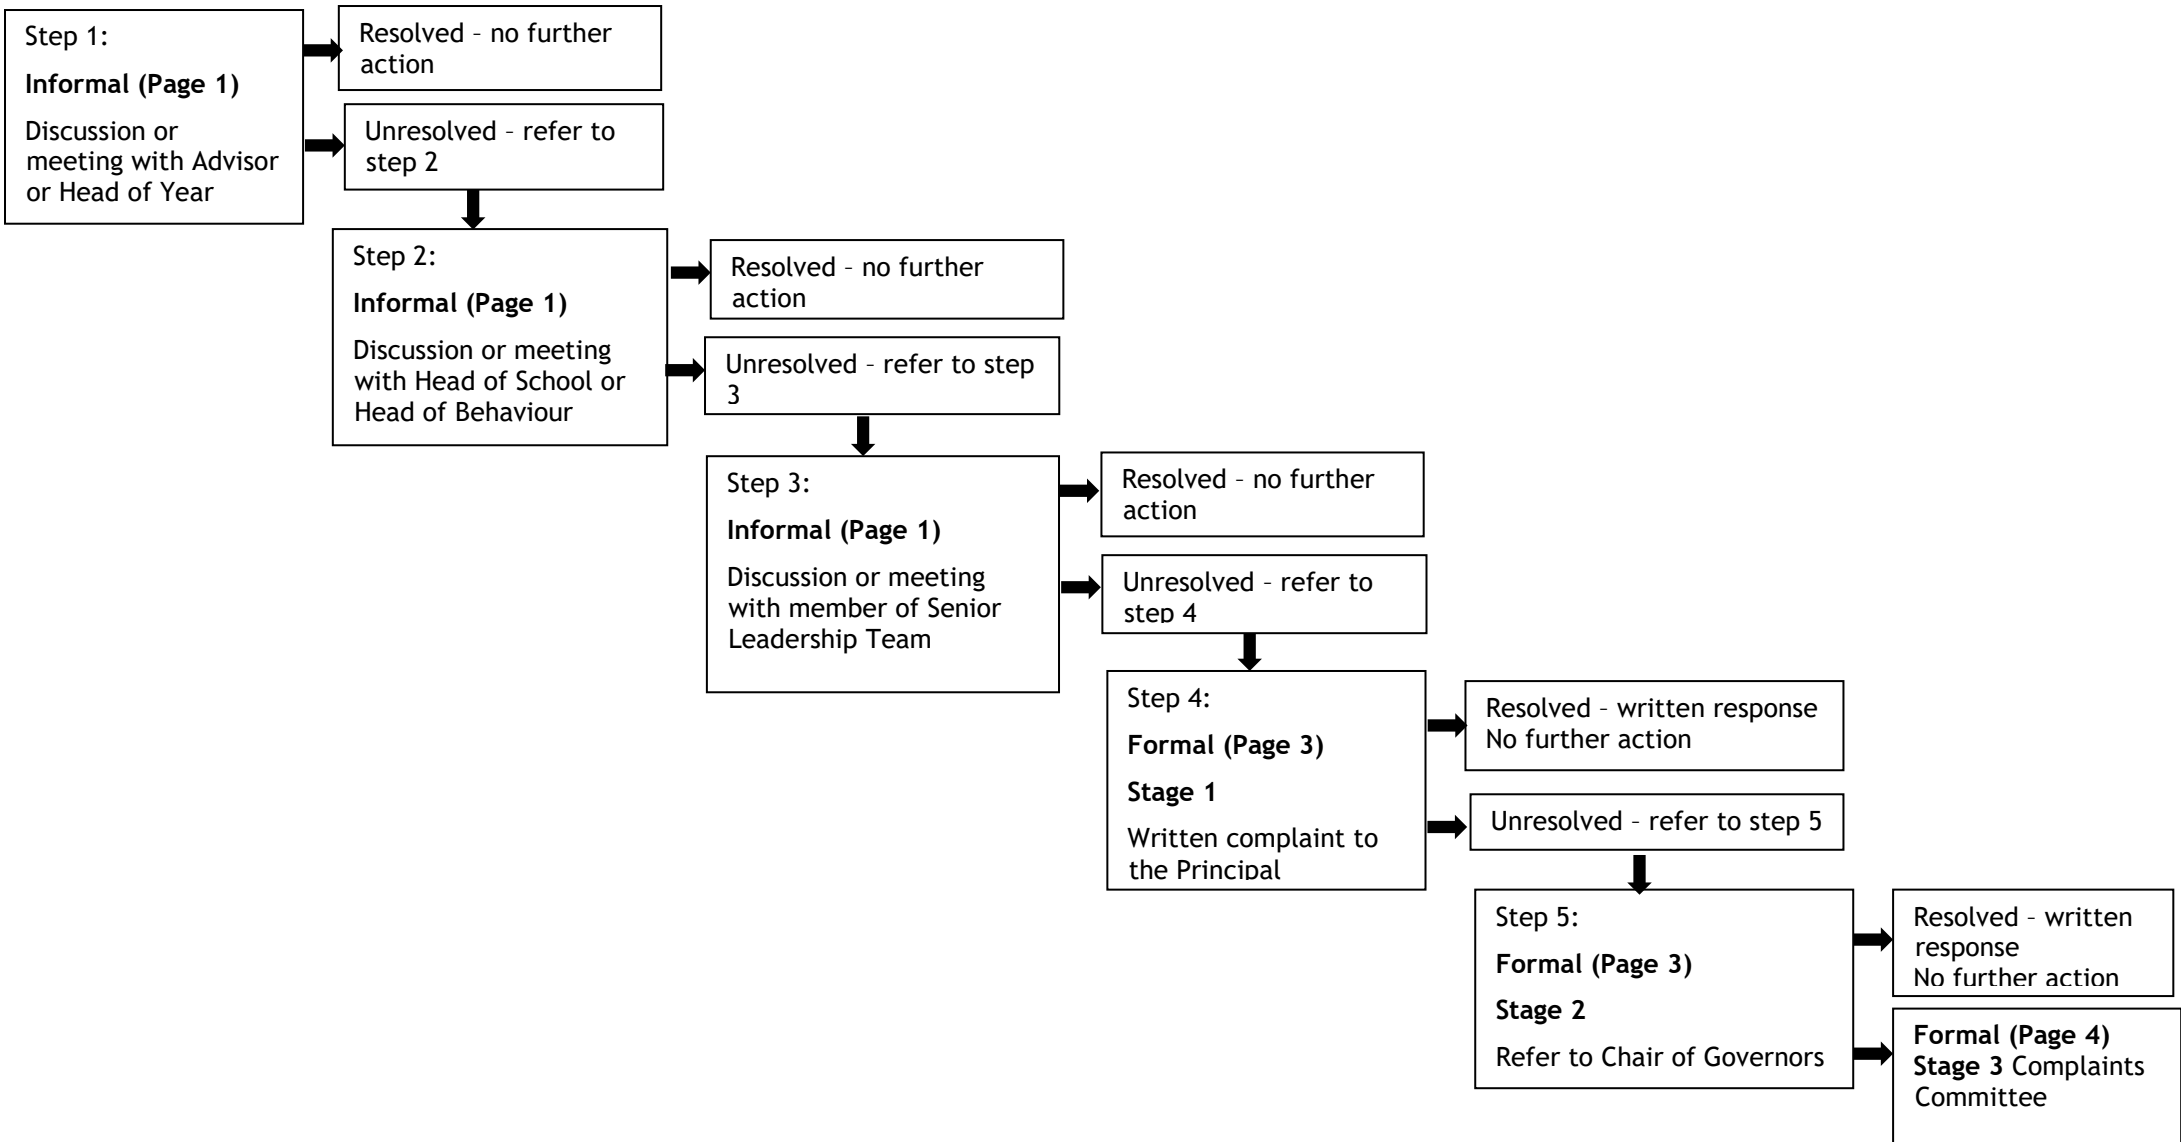 Step 1:
Informal (Page 1)
Discussion or
meeting with Advisor
or Head of Year
Resolved – no further
action
Unresolved – refer to
step 2
Step 2:
Informal (Page 1)
Discussion or meeting
with Head of School or
Head of Behaviour
Resolved – no further
action
Unresolved – refer to step
3
Step 3:
Informal (Page 1)
Discussion or meeting
with member of Senior
Leadership Team
Resolved – no further
action
Unresolved – refer to
step 4
Step 4:
Formal (Page 3)
Stage 1
Written complaint to
the Principal
Resolved – written response
No further action
Unresolved – refer to step 5
Step 5:
Formal (Page 3)
Stage 2
Refer to Chair of Governors
Resolved – written
response
No further action
Formal (Page 4)
Stage 3 Complaints
Committee